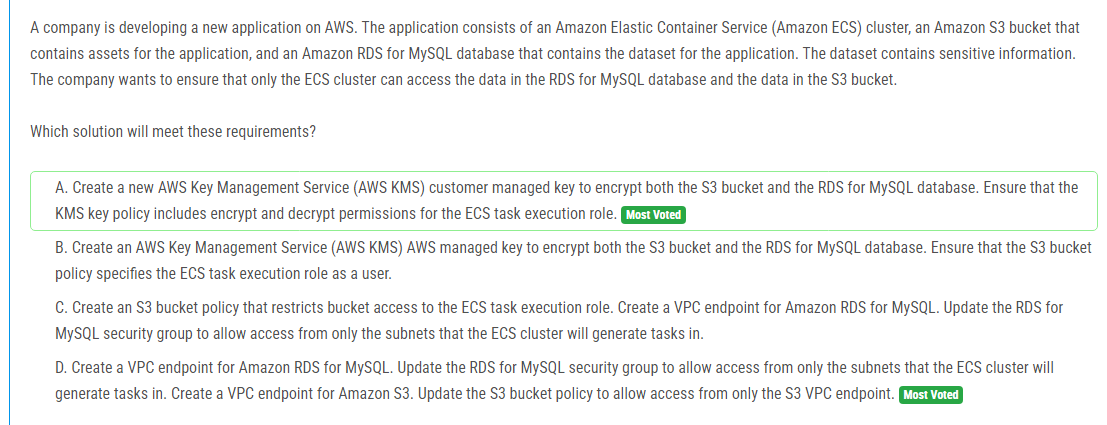 A company is developing a new application on AWS. The application consists of an Amazon Elastic Container Service (Amazon ECS) cluster, an Amazon S3 bucket that
contains assets for the application, and an Amazon RDS for MySQL database that contains the dataset for the application. The dataset contains sensitive information.
The company wants to ensure that only the ECS cluster can access the data in the RDS for MySQL database and the data in the S3 bucket.
Which solution will meet these requirements?
A. Create a new AWS Key Management Service (AWS KMS) customer managed key to encrypt both the S3 bucket and the RDS for MySQL database. Ensure that the
KMS key policy includes encrypt and decrypt permissions for the ECS task execution role. Most Voted
B. Create an AWS Key Management Service (AWS KMS) AWS managed key to encrypt both the S3 bucket and the RDS for MySQL database. Ensure that the S3 bucket
policy specifies the ECS task execution role as a user.
C. Create an S3 bucket policy that restricts bucket access to the ECS task execution role. Create a VPC endpoint for Amazon RDS for MySQL. Update the RDS for
MySQL security group to allow access from only the subnets that the ECS cluster will generate tasks in.
D. Create a VPC endpoint for Amazon RDS for MySQL. Update the RDS for MySQL security group to allow access from only the subnets that the ECS cluster will
generate tasks in. Create a VPC endpoint for Amazon S3. Update the S3 bucket policy to allow access from only the S3 VPC endpoint. Most Voted